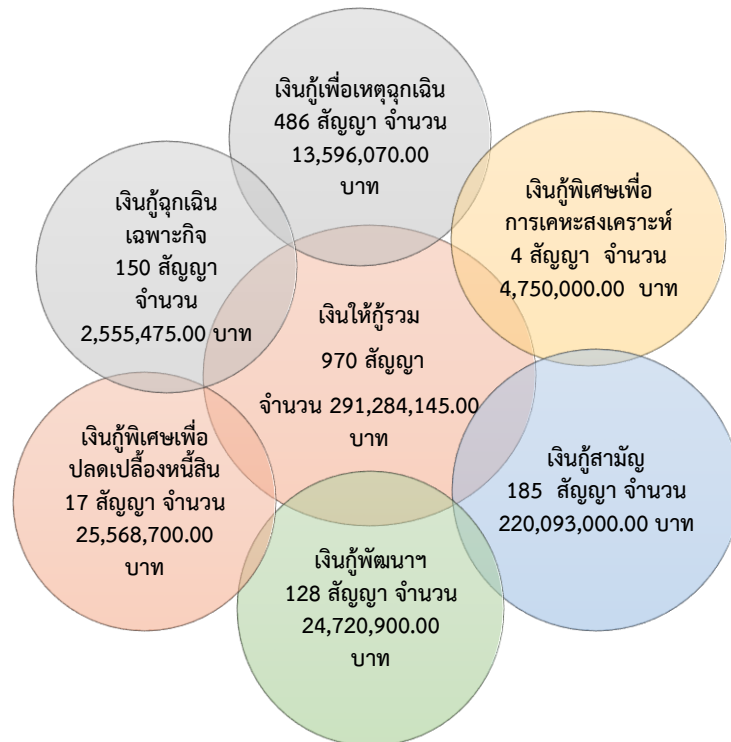 เงินกู้เพื่อเหตุฉุกเฉิน
486 สัญญา จำนวน
13,596,070.00
บาท
เงินกู้พิเศษเพื่อ
การเคหะสงเคราะห์
4 สัญญา จำนวน
4,750,000.00 บาท
เงินกู้ฉุกเฉิน
เฉพาะกิจ
150 สัญญา
จำนวน
2,555,475.00 บาท
เงินให้กู้รวม
970 สัญญา
จำนวน 291,284,145.00
บาท
เงินกู้พิเศษเพื่อ
ปลดเปลื้องหนี้สิน
17 สัญญา จำนวน
25,568,700.00
บาท
เงินกู้สามัญ
185 สัญญา จำนวน
220,093,000.00 บาท
เงินกู้พัฒนาฯ
128 สัญญา จำนวน
24,720,900.00
บาท